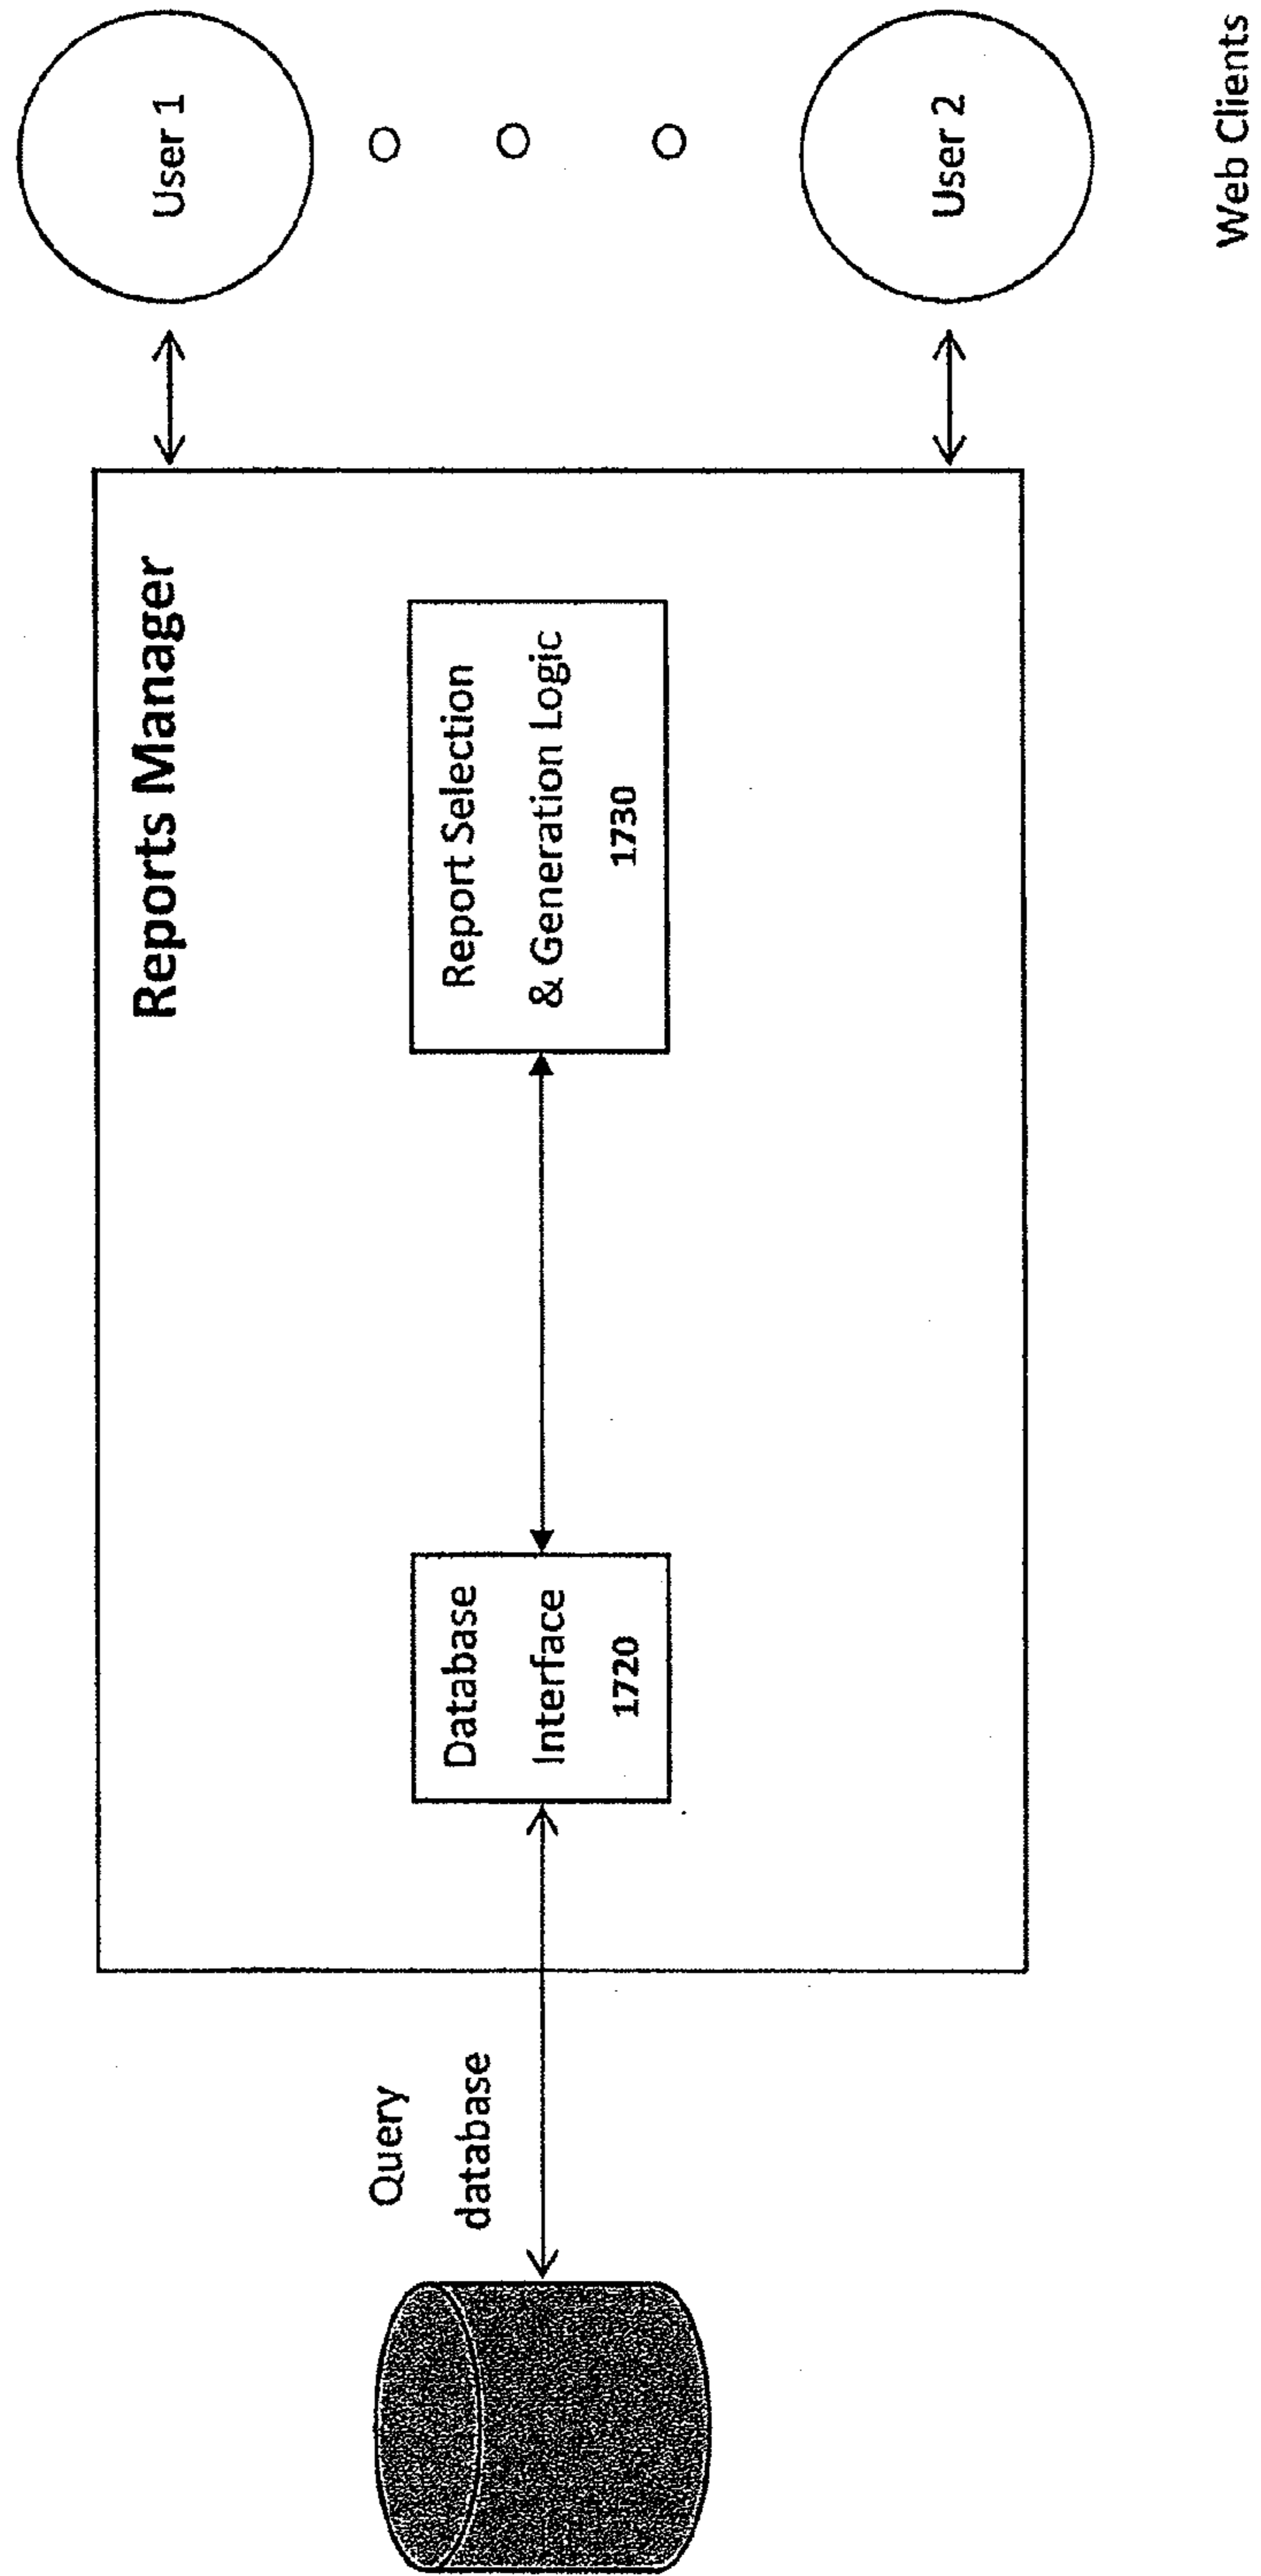 Query
database
Reports Manager
Database
Interface
1720
Report Selection
& Generation Logic
1730
User 1
User 2
Web Clients